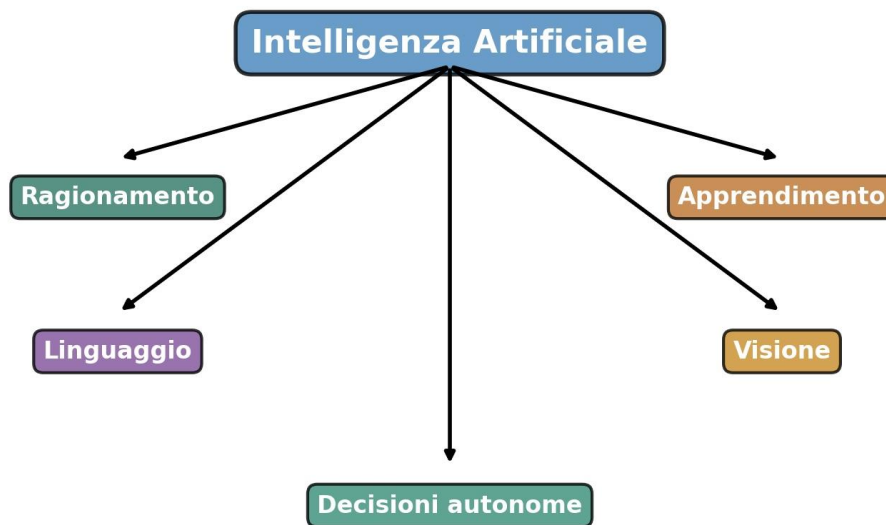 Intelligenza Artificiale
Ragionamento
Apprendimento
Linguaggio
Visione
Decisioni autonome